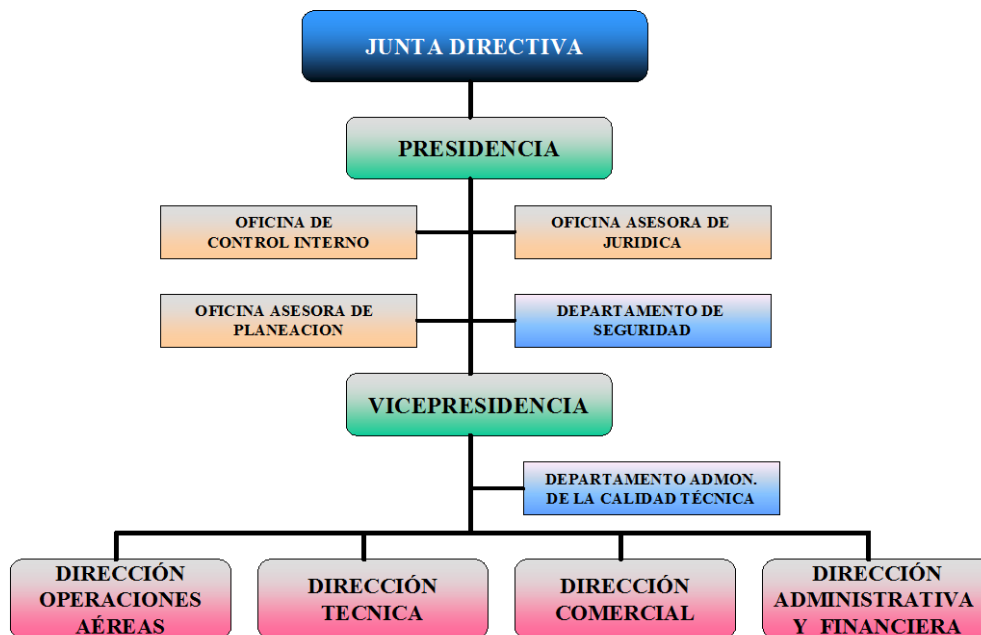 JUNTA DIRECTIVA
PRESIDENCIA
OFICINA DE
CONTROL INTERNO
OFICINA ASESORA DE
JURIDICA
OFICINA ASESORA DE
PLANEACION
DEPARTAMENTO DE
SEGURIDAD
VICEPRESIDENCIA
DEPARTAMENTO ADMON.
DE LA CALIDAD TÉCNICA
DIRECCIÓN
OPERACIONES
AÉREAS
DIRECCIÓN
TECNICA
DIRECCIÓN
COMERCIAL
DIRECCIÓN
ADMINISTRATIVA
Y FINANCIERA